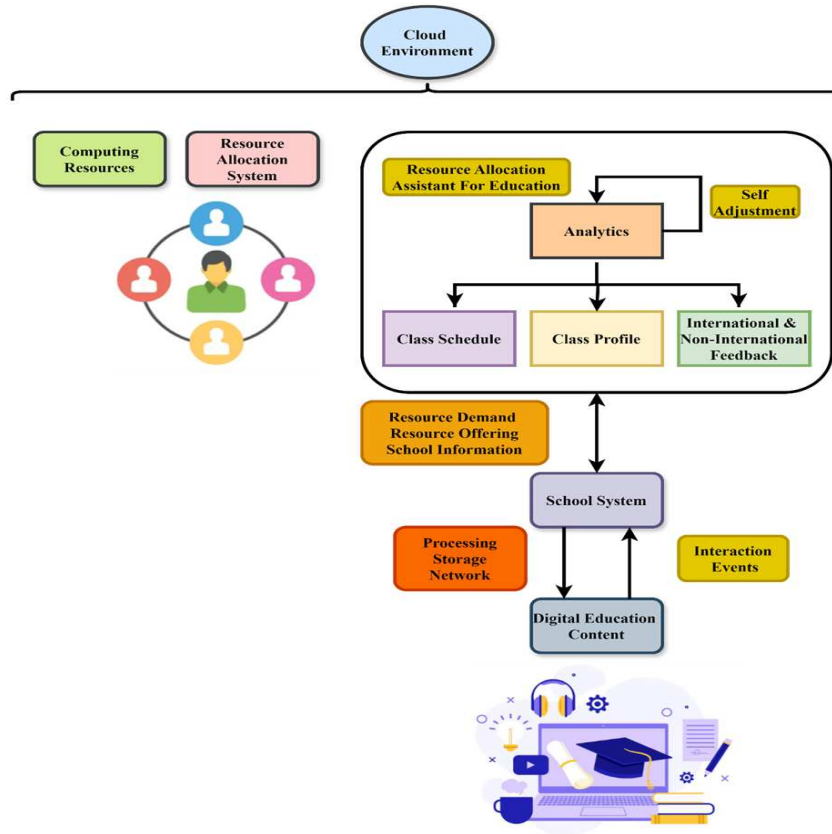 Cloud
Environment
Computing
Resources
Resource
Allocation
System
Resource Allocation
Assistant For Education
Self
Adjustment
Analytics
Class Schedule
Class Profile
International &
Non-International
Feedback
Resource Demand
Resource Offering
School Information
School System
Processing
Storage
Network
Interaction
Events
Digital Education
Content